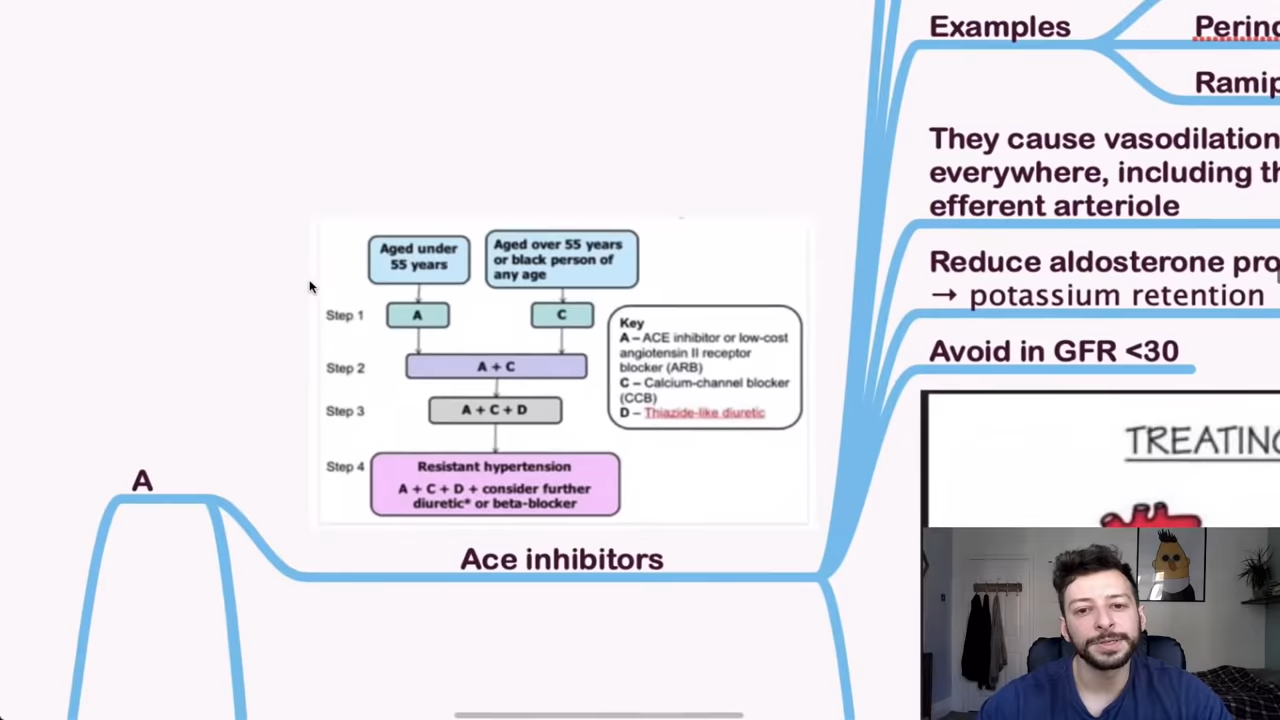 Examples
Ramip
They cause vasodilation
everywhere, including th
efferent arteriole
Reduce aldosterone pro
→ potassium retention
Avoid in GFR <30
TREATING
Aged under
55 years
Aged over 55 years
or black person of
any age
Step 1
A
C
Step 2
A + C
Step 3
A + C + D
Step 4
Resistant hypertension
A + C + D + consider further
diuretic* or beta-blocker
Key
A – ACE inhibitor or low-cost
angiotensin II receptor
blocker (ARB)
C – Calcium-channel blocker
(CCB)
D – Thiazide-like diuretic
A
Ace inhibitors